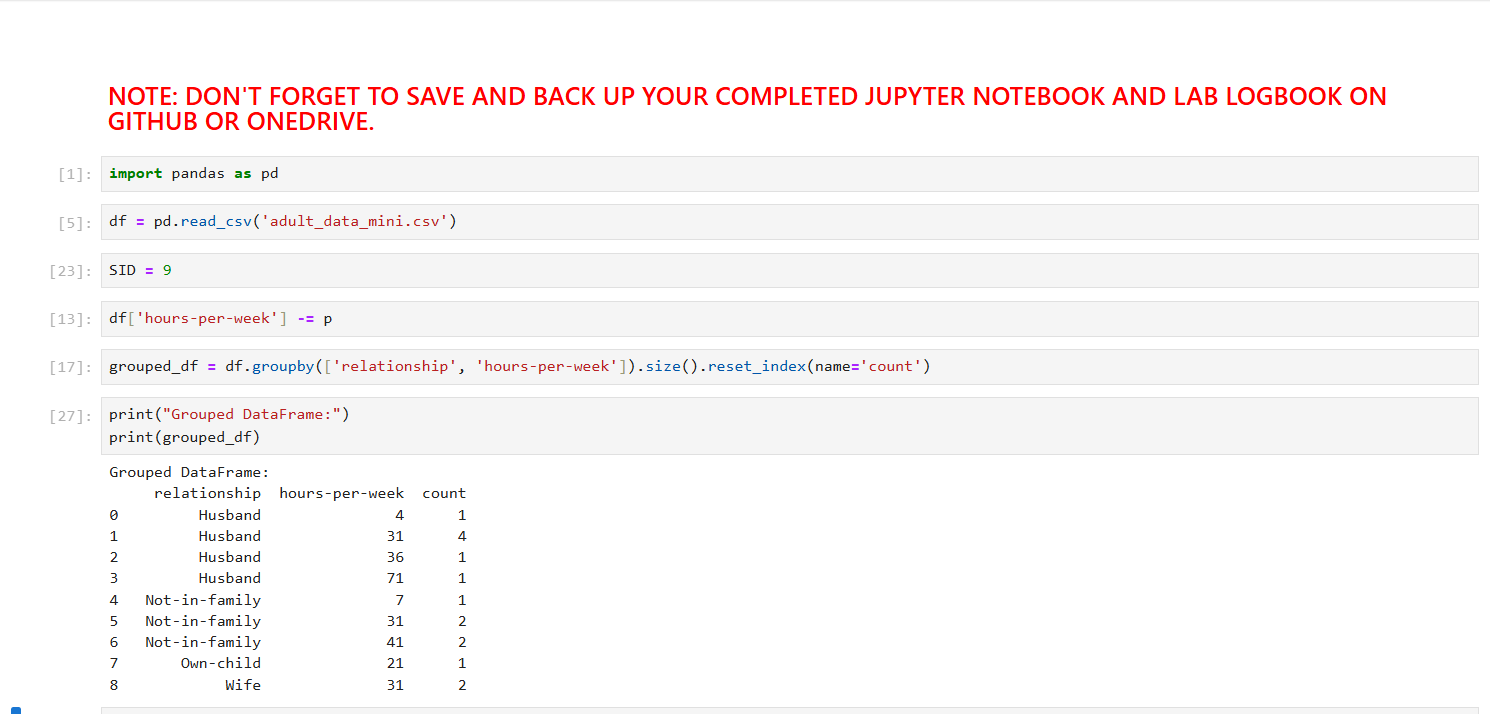 NOTE: DON'T FORGET TO SAVE AND BACK UP YOUR COMPLETED JUPYTER NOTEBOOK AND LAB LOGBOOK ON
GITHUB OR ONEDRIVE.
[1]: import pandas as pd
[5]: df = pd.read_csv('adult_data_mini.csv')
[23]: SID = 9
[13]: df['hours-per-week'] -= p
[17]: grouped_df = df.groupby(['relationship', 'hours-per-week']).size().reset_index(name='count')
[27]: print("Grouped DataFrame:")
print(grouped_df)
Grouped DataFrame:
relationship hours-per-week count
0 Husband 4 1
1 Husband 31 4
2 Husband 36 1
3 Husband 71 1
4 Not-in-family 7 1
5 Not-in-family 31 2
6 Not-in-family 41 2
7 Own-child 21 1
8 Wife 31 2